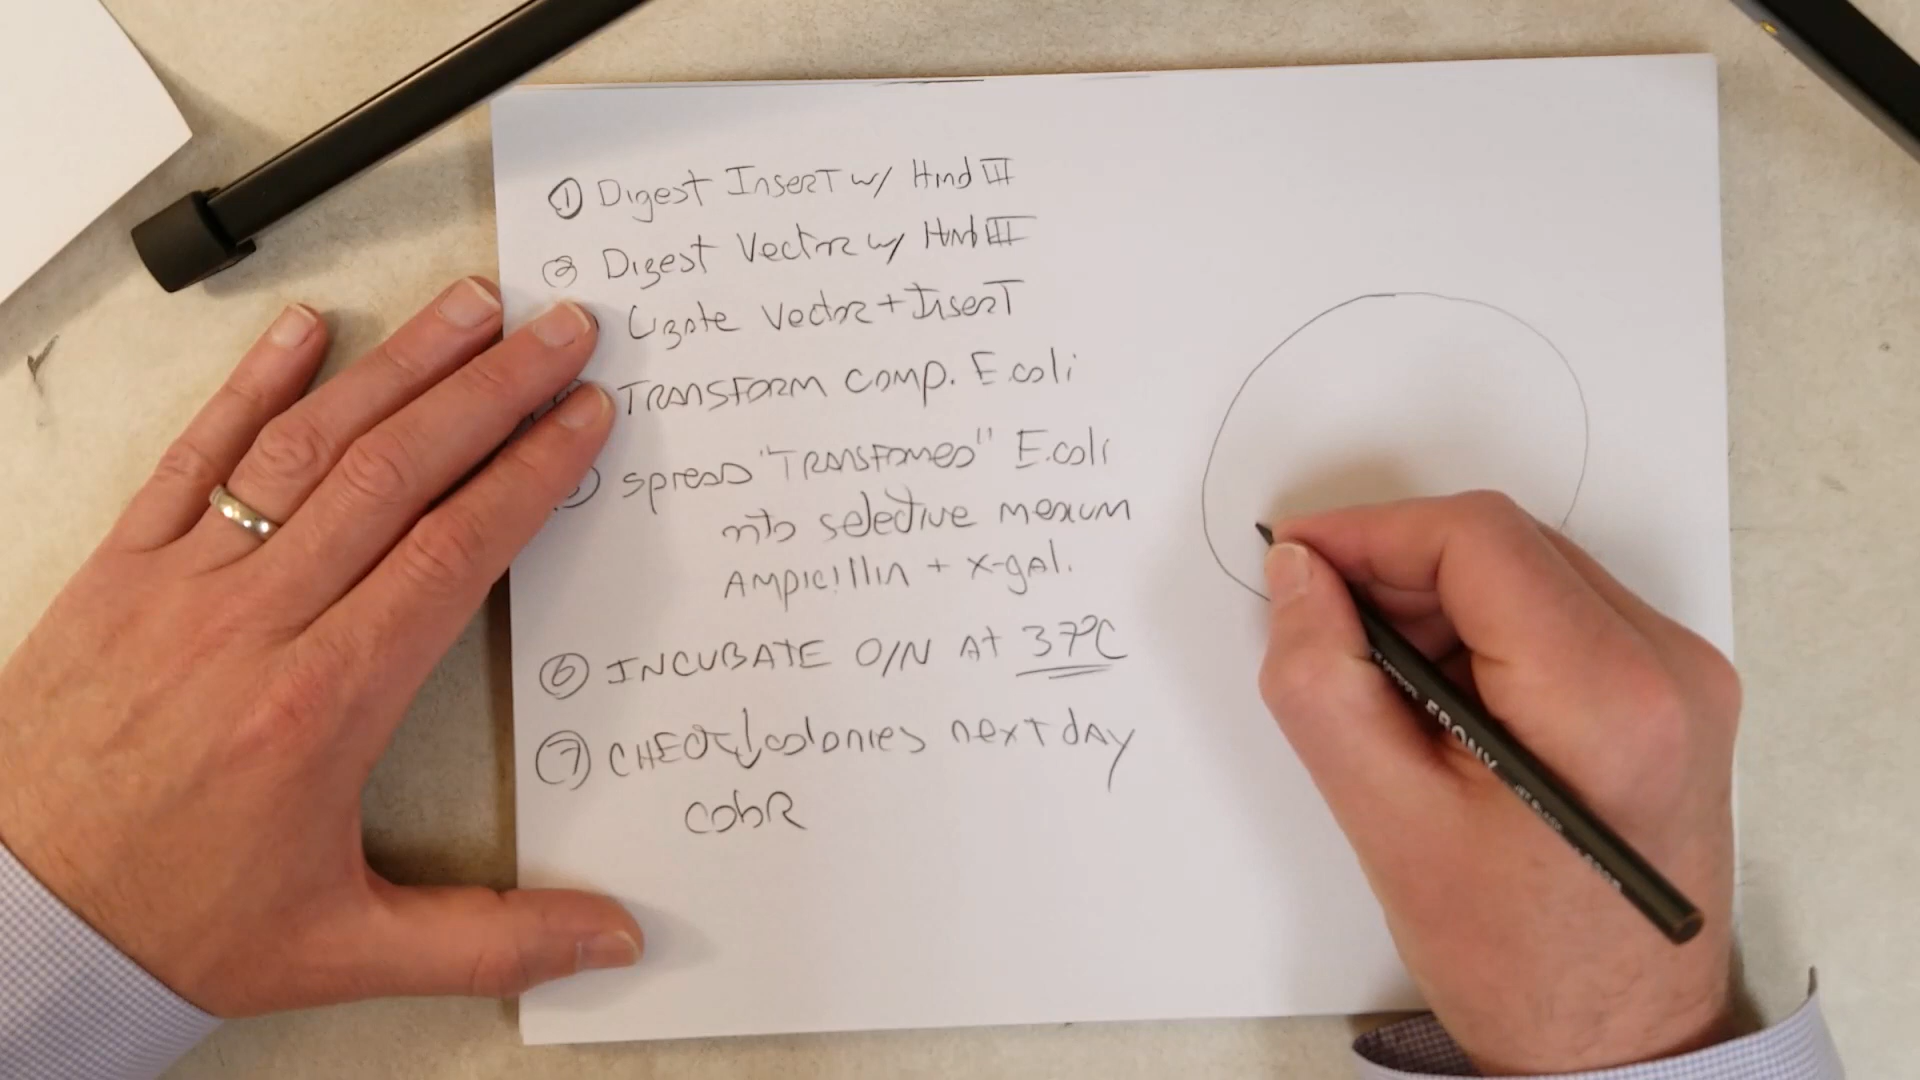 ① Digest Insert w/ Hind III
② Digest Vector w/ Hind III
Ligate Vector + Insert
TRANSFORM comp. E.coli
spread "TRANSFORMED" E.coli
onto selective medium
AMPICIllIn + X-gal.
⑥ INCUBATE O/N At 37°C
⑦ CHECK colonies next day
coloR
EBONY